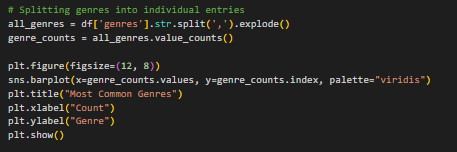 # Splitting genres into individual entries
all_genres = df['genres'].str.split(',').explode()
genre_counts = all_genres.value_counts()
plt.figure(figsize=(12, 8))
sns.barplot(x=genre_counts.values, y=genre_counts.index, palette="viridis")
plt.title("Most Common Genres")
plt.xlabel("Count")
plt.ylabel("Genre")
plt.show()